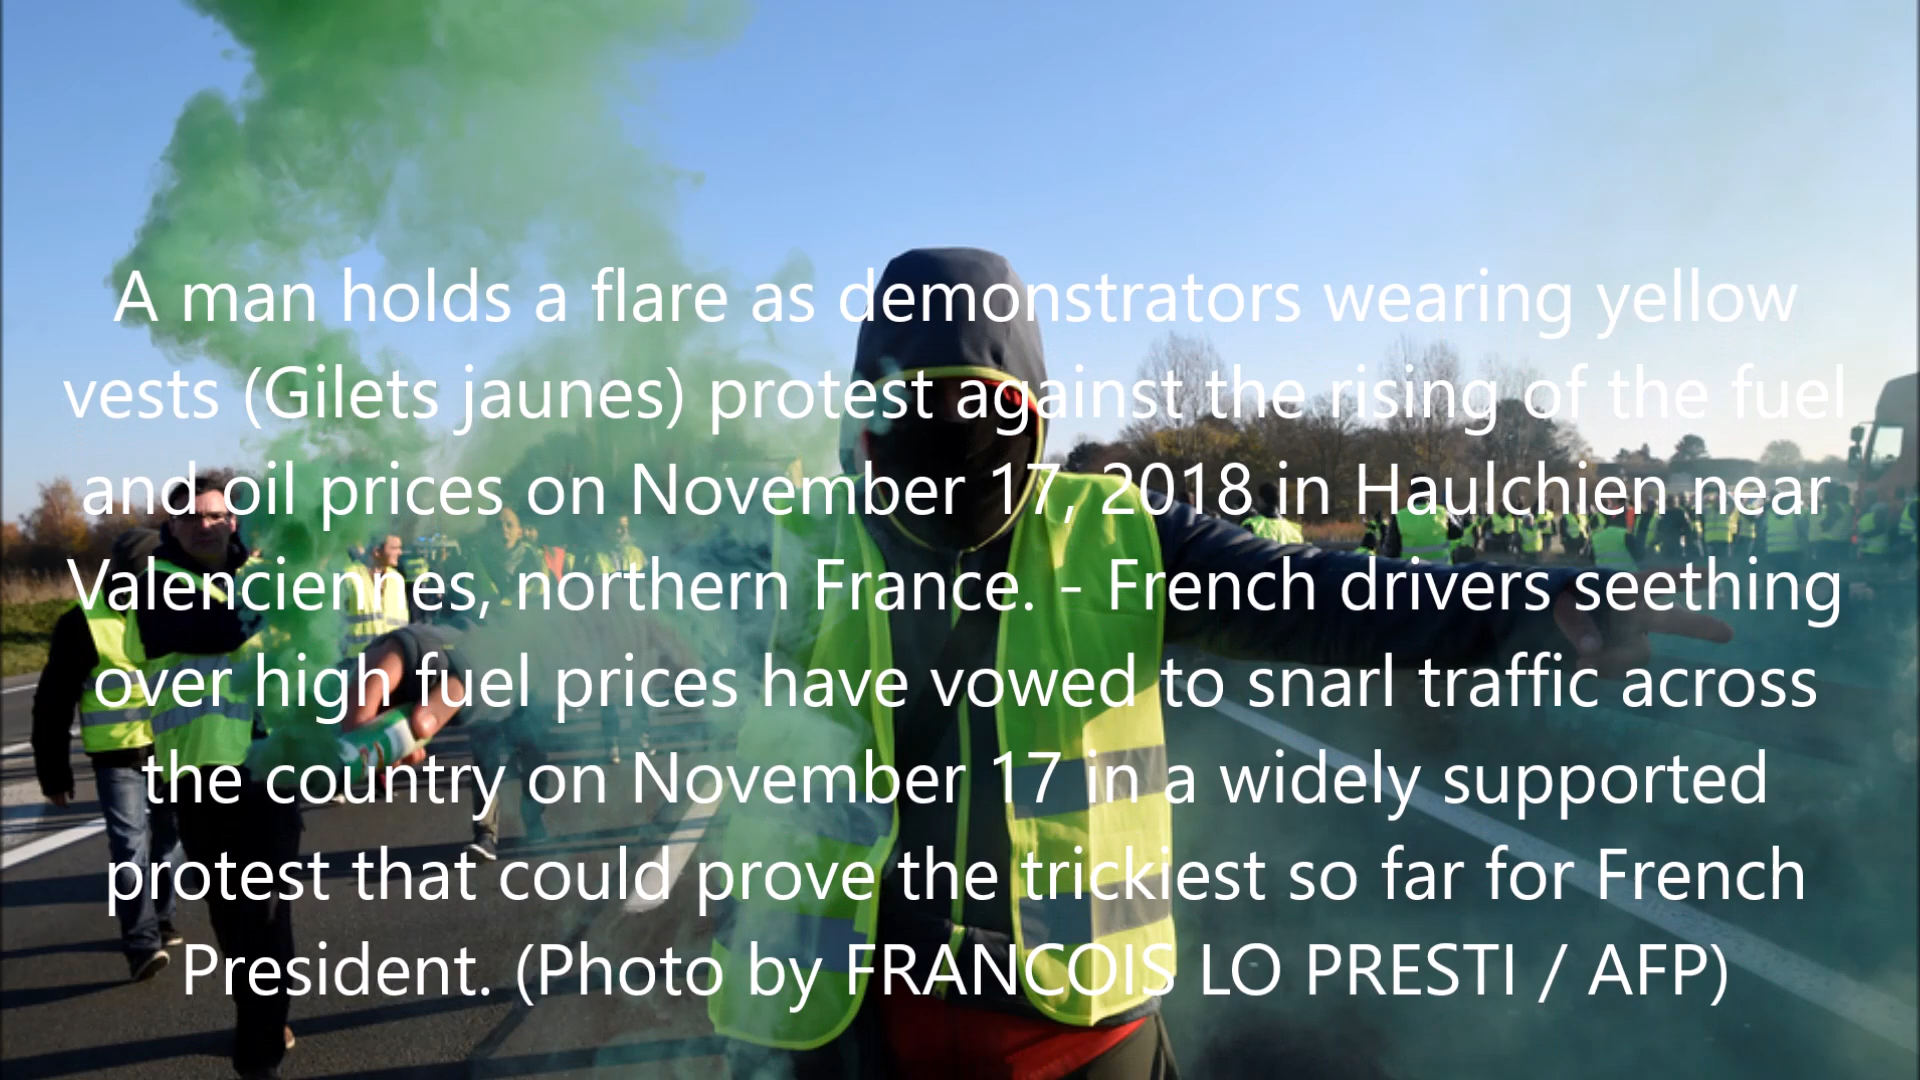 A man holds a flare as demonstrators wearing yellow
vests (Gilets jaunes) protest against the rising of the fuel
and oil prices on November 17, 2018 in Haulchien near
Valenciennes, northern France. - French drivers seething
over high fuel prices have vowed to snarl traffic across
the country on November 17 in a widely supported
protest that could prove the trickiest so far for French
President. (Photo by FRANCOIS LO PRESTI / AFP)